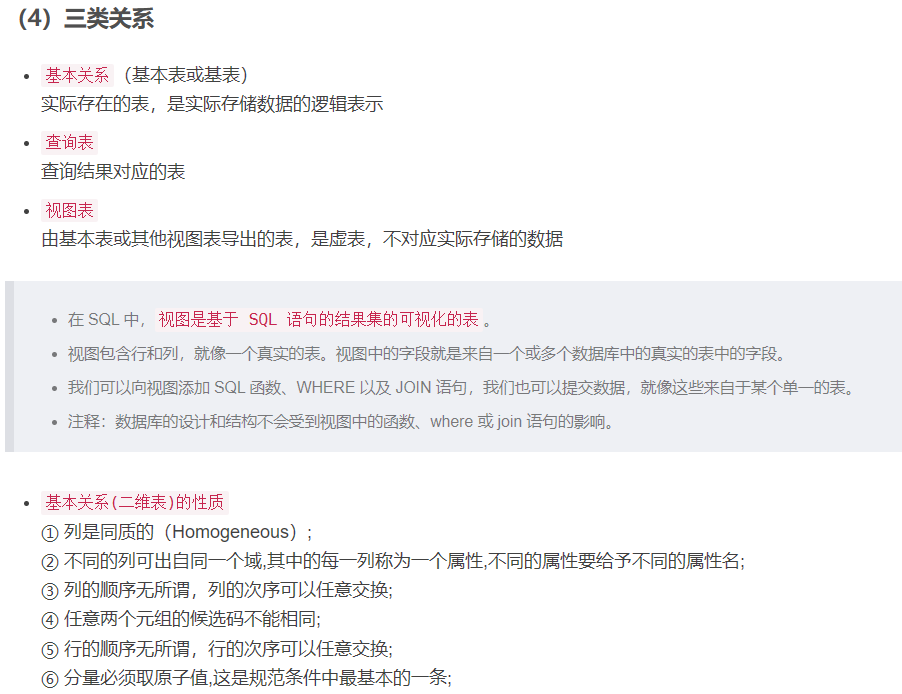 （4）三类关系
基本关系（基本表或基表）
实际存在的表，是实际存储数据的逻辑表示
查询表
查询结果对应的表
视图表
由基本表或其他视图表导出的表，是虚表，不对应实际存储的数据
在 SQL 中，视图是基于 SQL 语句的结果集的可视化的表。
视图包含行和列，就像一个真实的表。视图中的字段就是来自一个或多个数据库中的真实的表中的字段。
我们可以向视图添加 SQL 函数、WHERE 以及 JOIN 语句，我们也可以提交数据，就像这些来自于某个单一的表。
注释：数据库的设计和结构不会受到视图中的函数、where 或 join 语句的影响。
基本关系(二维表)的性质
① 列是同质的（Homogeneous）;
② 不同的列可出自同一个域,其中的每一列称为一个属性,不同的属性要给予不同的属性名;
③ 列的顺序无所谓，列的次序可以任意交换;
④ 任意两个元组的候选码不能相同;
⑤ 行的顺序无所谓，行的次序可以任意交换;
⑥ 分量必须取原子值,这是规范条件中最基本的一条;